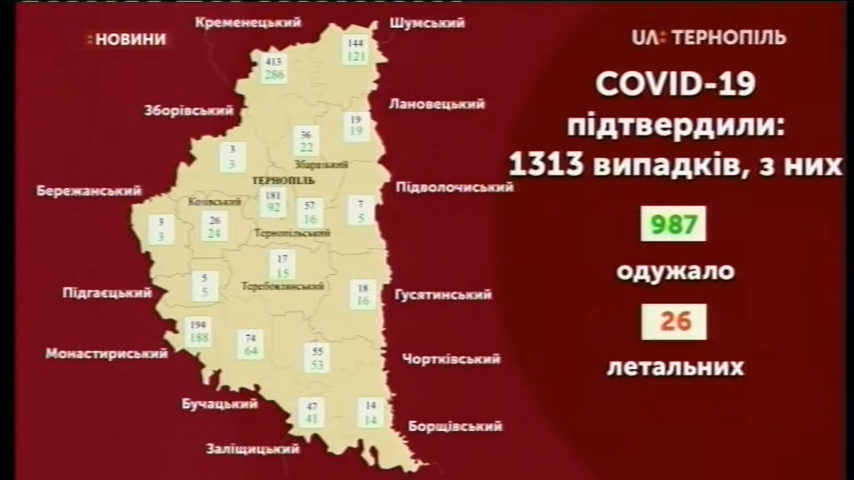 Кременецький
Шумський
:НОВИНИ
UA: ТЕРНОПІЛЬ
144
121
413
286
COVID-19
підтвердили:
1313 випадків, з них
Зборівський
Лановецький
19
19
36
22
3
3
Збаразький
ТЕРНОПІЛЬ
Бережанський
Підволочиський
181
92
Козівський
57
16
7
5
26
24
3
3
987
Тернопільський
одужало
17
15
5
5
Теребовлянський
Підгаєцький
18
16
Гусятинський
26
194
188
74
64
55
53
Монастириський
Чортківський
летальних
Бучацький
47
41
14
14
Борщівський
Заліщицький